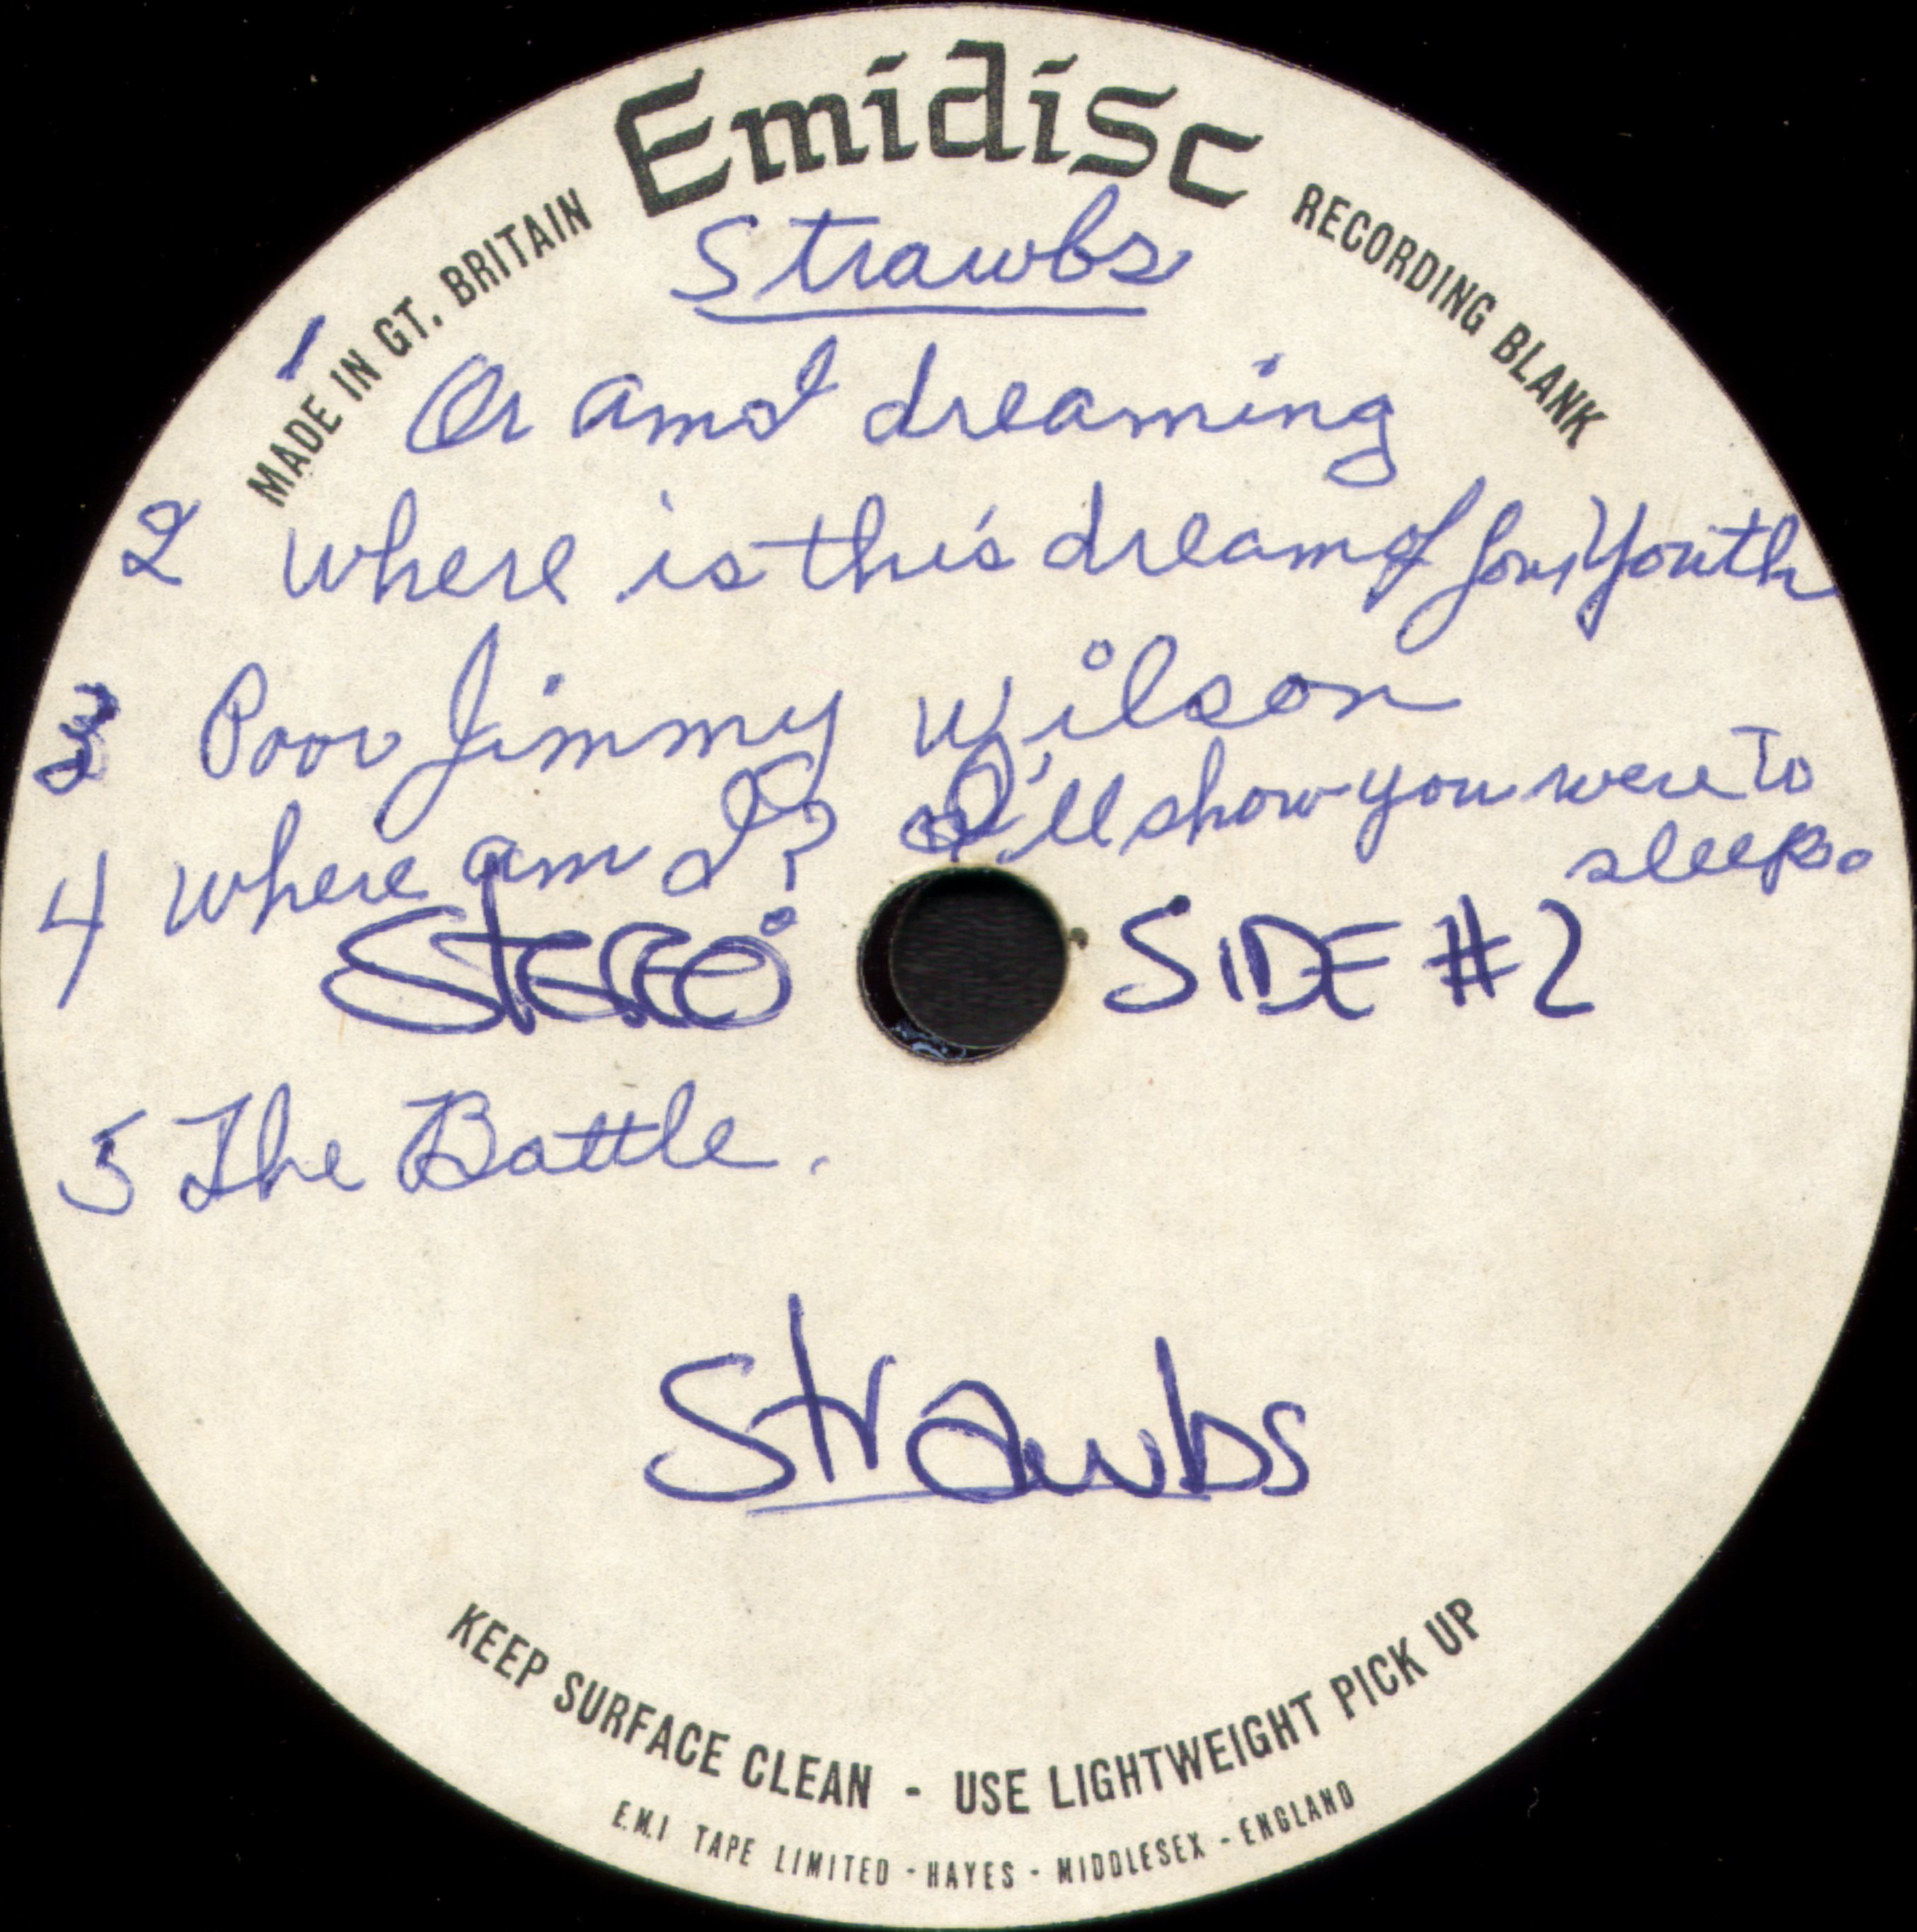 Emidisc
MADE IN GT. BRITAIN
RECORDING BLANK
Strawbs
1 Or am I dreaming
2 where is this dream of your Youth
3 Poor Jimmy Wilson
4 where am I? I'll show you were To
sleep.
STEREO SIDE #2
5 The Battle.
Strawbs
KEEP SURFACE CLEAN - USE LIGHTWEIGHT PICK UP
E.M.I TAPE LIMITED - HAYES - MIDDLESEX - ENGLAND